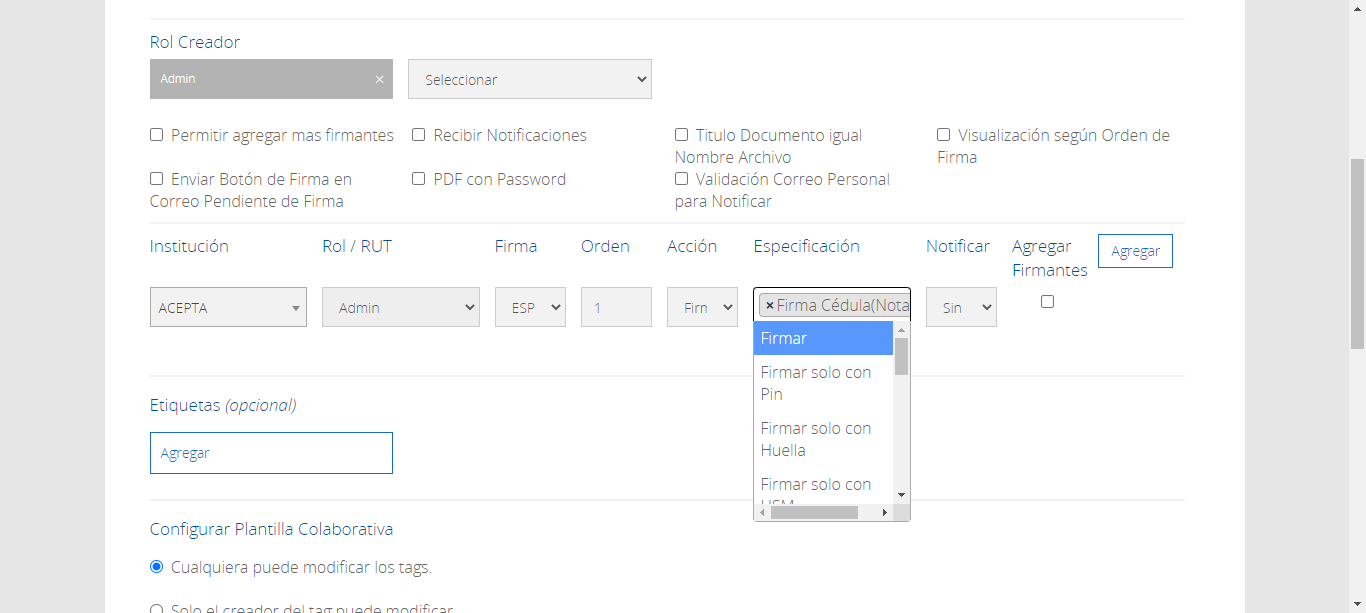 Rol Creador
Admin ×
Seleccionar
Permitir agregar mas firmantes
Recibir Notificaciones
Titulo Documento igual
Nombre Archivo
Visualización según Orden de
Firma
Enviar Botón de Firma en
Correo Pendiente de Firma
PDF con Password
Validación Correo Personal
para Notificar
Institución Rol / RUT Firma Orden Acción Especificación Notificar Agregar
Firmantes
Agregar
ACEPTA Admin ESP 1 Firn × Firma Cédula(Nota Sin
Firmar
Firmar solo con
Pin
Firmar solo con
Huella
Firmar solo con
HSM
Etiquetas (opcional)
Agregar
Configurar Plantilla Colaborativa
Cualquiera puede modificar los tags.
Solo el creador del tag puede modificar